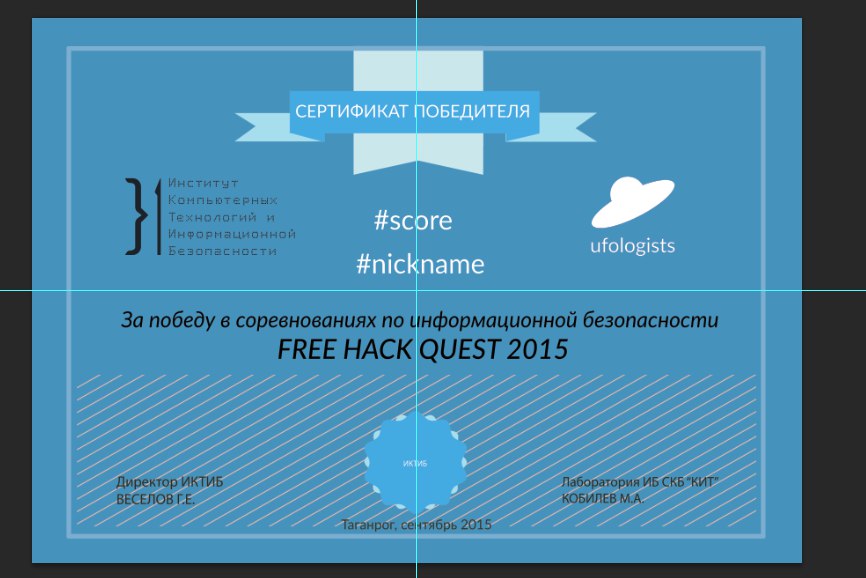 СЕРТИФИКАТ ПОБЕДИТЕЛЯ
Институт
Компьютерных
Технологий и
Информационной
Безопасности
#score
#nickname
ufologists
За победу в соревнованиях по информационной безопасности
FREE HACK QUEST 2015
ИКТИБ
Директор ИКТИБ
ВЕСЕЛОВ Г.Е.
Лаборатория ИБ СКБ "КИТ"
КОБИЛЕВ М.А.
Таганрог, сентябрь 2015